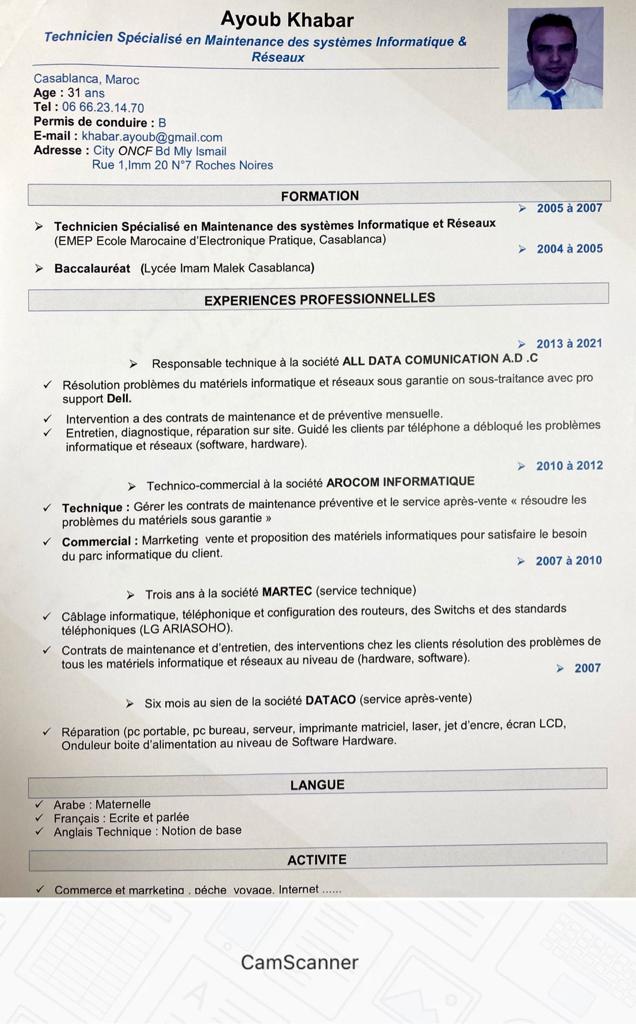 Ayoub Khabar
Technicien Spécialisé en Maintenance des systèmes Informatique &
Réseaux
Casablanca, Maroc
Age : 31 ans
Tel : 06 66.23.14.70
Permis de conduire : B
E-mail : khabar.ayoub@gmail.com
Adresse : City ONCF Bd Mly Ismail
Rue 1,Imm 20 N°7 Roches Noires
FORMATION
➢ 2005 à 2007
➢ Technicien Spécialisé en Maintenance des systèmes Informatique et Réseaux
(EMEP Ecole Marocaine d'Electronique Pratique, Casablanca)
➢ 2004 à 2005
➢ Baccalauréat (Lycée Imam Malek Casablanca)
EXPERIENCES PROFESSIONNELLES
➢ 2013 à 2021
➢ Responsable technique à la société ALL DATA COMUNICATION A.D .C
✓ Résolution problèmes du matériels informatique et réseaux sous garantie on sous-traitance avec pro
support Dell.
✓ Intervention a des contrats de maintenance et de préventive mensuelle.
✓ Entretien, diagnostique, réparation sur site. Guidé les clients par téléphone a débloqué les problèmes
informatique et réseaux (software, hardware).
➢ 2010 à 2012
➢ Technico-commercial à la société AROCOM INFORMATIQUE
✓ Technique : Gérer les contrats de maintenance préventive et le service après-vente « résoudre les
problèmes du matériels sous garantie »
✓ Commercial : Marrketing vente et proposition des matériels informatiques pour satisfaire le besoin
du parc informatique du client.
➢ 2007 à 2010
➢ Trois ans à la société MARTEC (service technique)
✓ Câblage informatique, téléphonique et configuration des routeurs, des Switchs et des standards
téléphoniques (LG ARIASOHO).
✓ Contrats de maintenance et d'entretien, des interventions chez les clients résolution des problèmes de
tous les matériels informatique et réseaux au niveau de (hardware, software).
➢ 2007
➢ Six mois au sien de la société DATACO (service après-vente)
✓ Réparation (pc portable, pc bureau, serveur, imprimante matriciel, laser, jet d'encre, écran LCD,
Onduleur boite d'alimentation au niveau de Software Hardware.
LANGUE
✓ Arabe : Maternelle
✓ Français : Ecrite et parlée
✓ Anglais Technique : Notion de base
ACTIVITE
✓ Commerce et marrketing , péche voyage, Internet ......
CamScanner